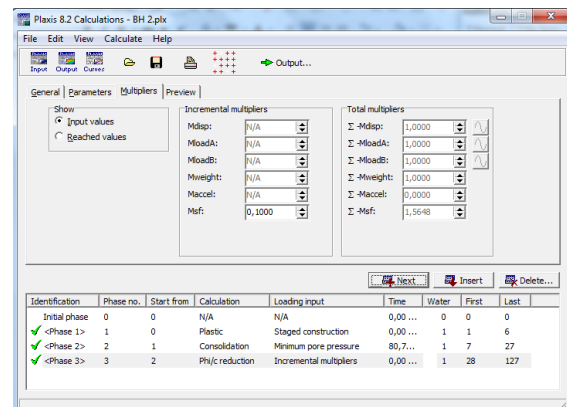 Plaxis 8.2 Calculations - BH 2.plx
File Edit View Calculate Help
Input Output Curves Output...
General Parameters Multipliers Preview
Show
Input values
Reached values
Incremental multipliers
Mdisp: N/A
MloadA: N/A
MloadB: N/A
Mweight: N/A
Maccel: N/A
Msf: 0,1000
Total multipliers
Σ -Mdisp: 1,0000
Σ -MloadA: 1,0000
Σ -MloadB: 1,0000
Σ -Mweight: 1,0000
Σ -Maccel: 0,0000
Σ -Msf: 1,5648
Next Insert Delete...
Identification Phase no. Start from Calculation Loading input Time Water First Last
Initial phase 0 0 N/A N/A 0,00 ... 0 0 0
<Phase 1> 1 0 Plastic Staged construction 0,00 ... 1 1 6
<Phase 2> 2 1 Consolidation Minimum pore pressure 80,7... 1 7 27
<Phase 3> 3 2 Phi/c reduction Incremental multipliers 0,00 ... 1 28 127